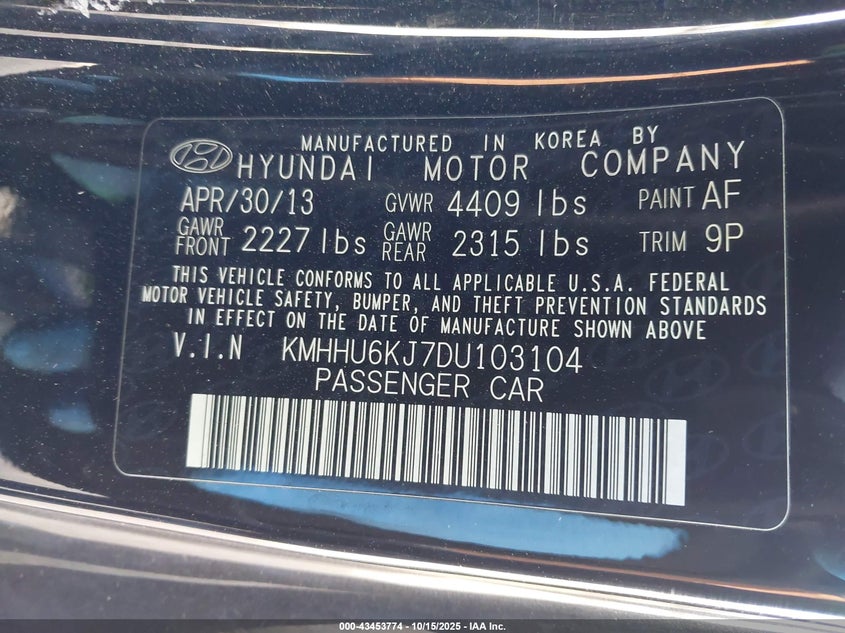 MANUFACTURED IN KOREA BY
HYUNDAI MOTOR COMPANY
APR/30/13 GVWR 4409 lbs PAINT AF
GAWR FRONT 2227 lbs GAWR REAR 2315 lbs TRIM 9P
THIS VEHICLE CONFORMS TO ALL APPLICABLE U.S.A. FEDERAL
MOTOR VEHICLE SAFETY, BUMPER, AND THEFT PREVENTION STANDARDS
IN EFFECT ON THE DATE OF MANUFACTURE SHOWN ABOVE
V.I.N KMHHU6KJ7DU103104
PASSENGER CAR
000-43453774 - 10/15/2025 - IAA Inc.